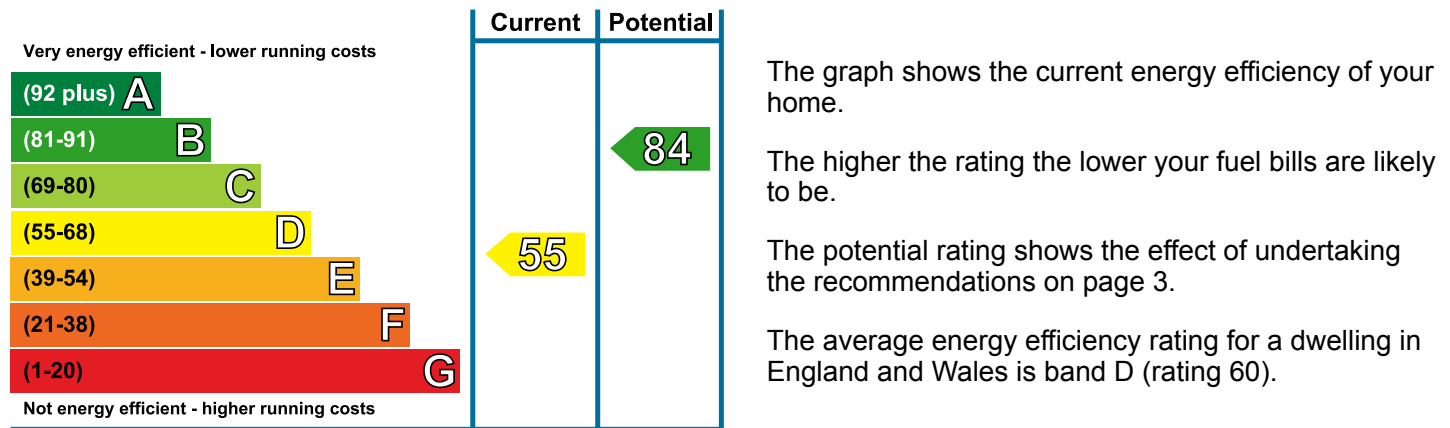 Current Potential
Very energy efficient - lower running costs
(92 plus) A
(81-91) B
84
(69-80) C
(55-68) D
55
(39-54) E
(21-38) F
(1-20) G
Not energy efficient - higher running costs
The graph shows the current energy efficiency of your
home.
The higher the rating the lower your fuel bills are likely
to be.
The potential rating shows the effect of undertaking
the recommendations on page 3.
The average energy efficiency rating for a dwelling in
England and Wales is band D (rating 60).